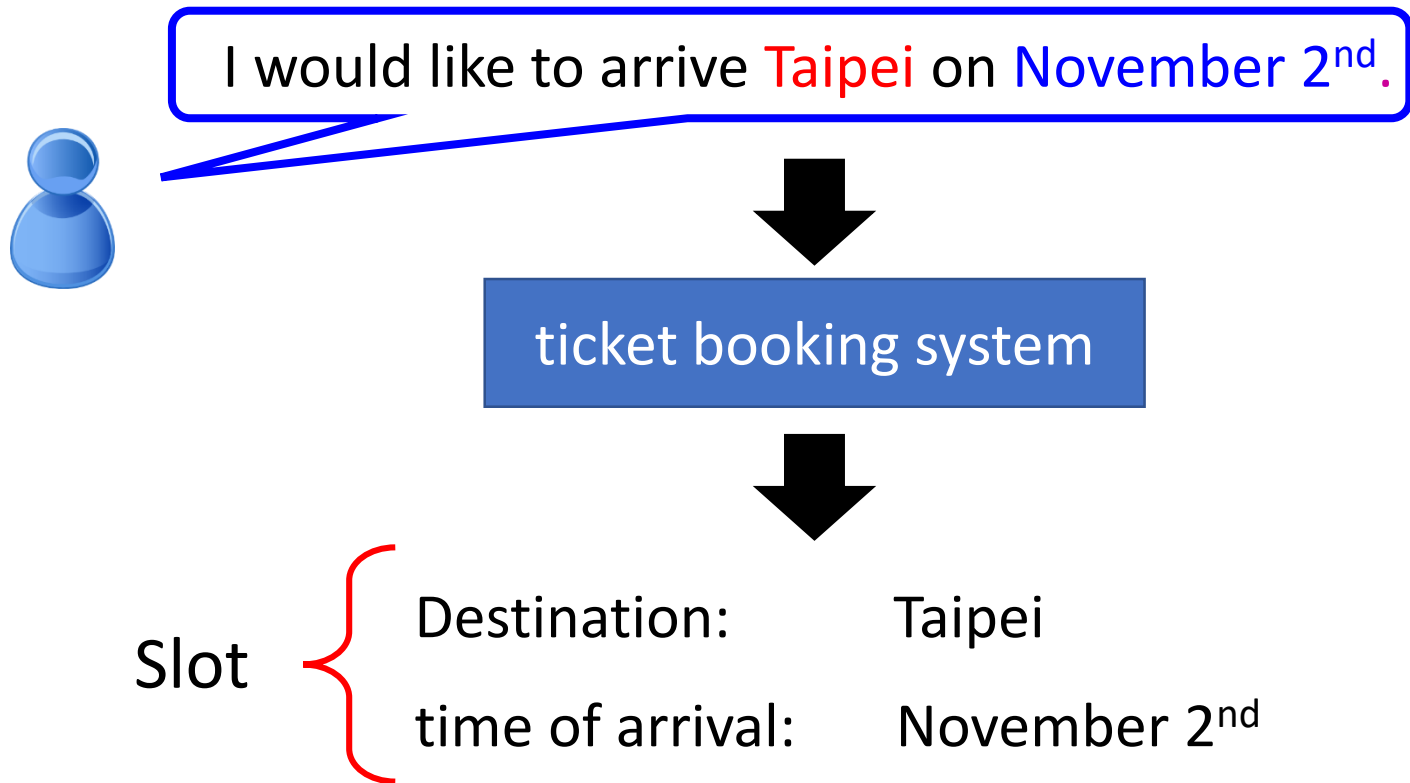 I would like to arrive Taipei on November 2nd.
ticket booking system
Slot
Destination: Taipei
time of arrival: November 2nd